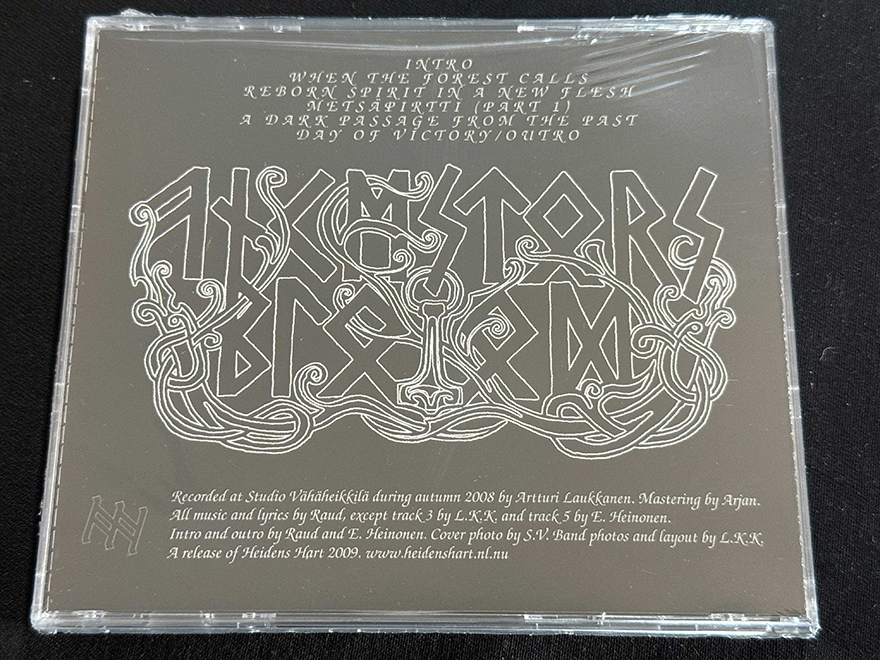 INTRO
WHEN THE FOREST CALLS
REBORN SPIRIT IN A NEW FLESH
METSÄPIRTTI (PART 1)
A DARK PASSAGE FROM THE PAST
DAY OF VICTORY/OUTRO
ANCESTORS
BLOOD
HH
Recorded at Studio Vähäheikkilä during autumn 2008 by Artturi Laukkanen. Mastering by Arjan.
All music and lyrics by Raud, except track 3 by L.K.K. and track 5 by E. Heinonen.
Intro and outro by Raud and E. Heinonen. Cover photo by S.V. Band photos and layout by L.K.K.
A release of Heidens Hart 2009. www.heidenshart.nl.nu